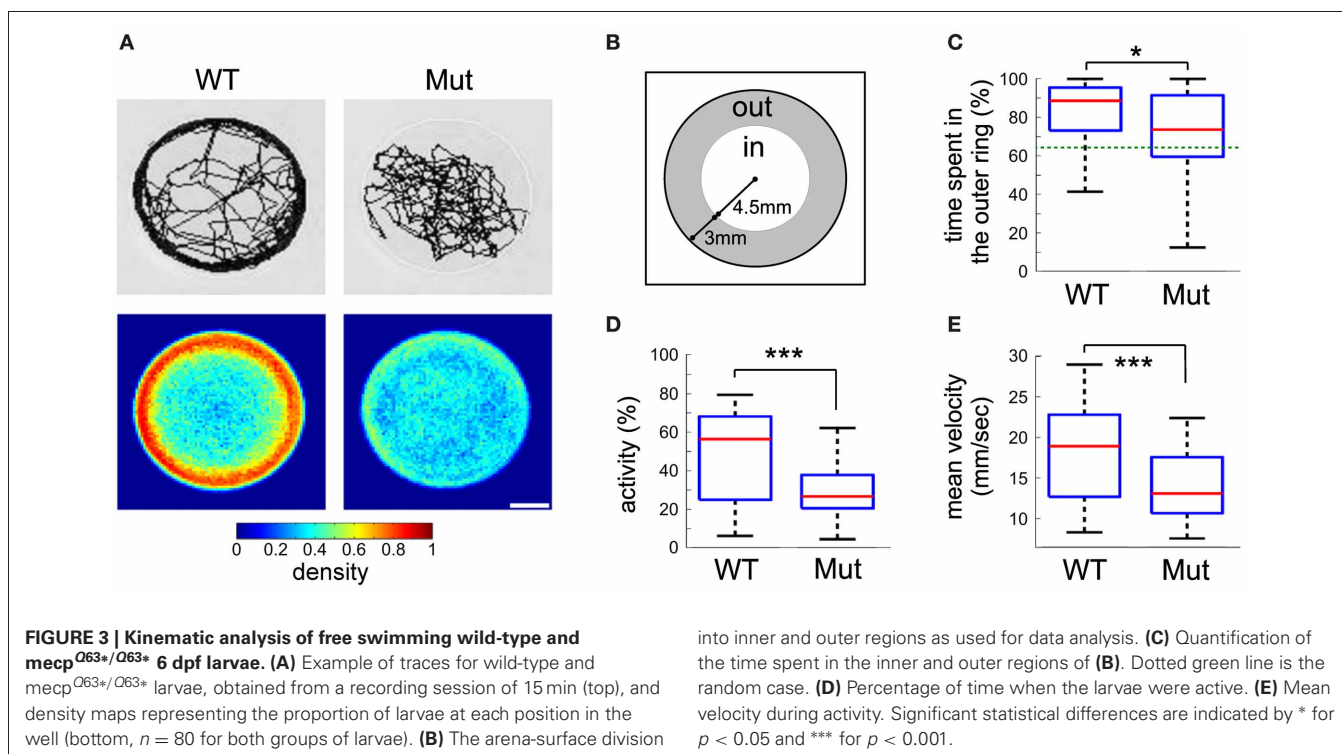 A
WT
Mut
0 0.2 0.4 0.6 0.8 1
density
B
out
in
4.5mm
3mm
C
*
time spent in
the outer ring (%)
100
80
60
40
20
0
WT
Mut
D
***
activity (%)
100
80
60
40
20
0
WT
Mut
E
***
mean velocity
(mm/sec)
30
25
20
15
10
WT
Mut
FIGURE 3 | Kinematic analysis of free swimming wild-type and
mecp^Q63*/Q63* 6 dpf larvae. (A) Example of traces for wild-type and
mecp^Q63*/Q63* larvae, obtained from a recording session of 15 min (top), and
density maps representing the proportion of larvae at each position in the
well (bottom, n = 80 for both groups of larvae). (B) The arena-surface division
into inner and outer regions as used for data analysis. (C) Quantification of
the time spent in the inner and outer regions of (B). Dotted green line is the
random case. (D) Percentage of time when the larvae were active. (E) Mean
velocity during activity. Significant statistical differences are indicated by * for
p < 0.05 and *** for p < 0.001.